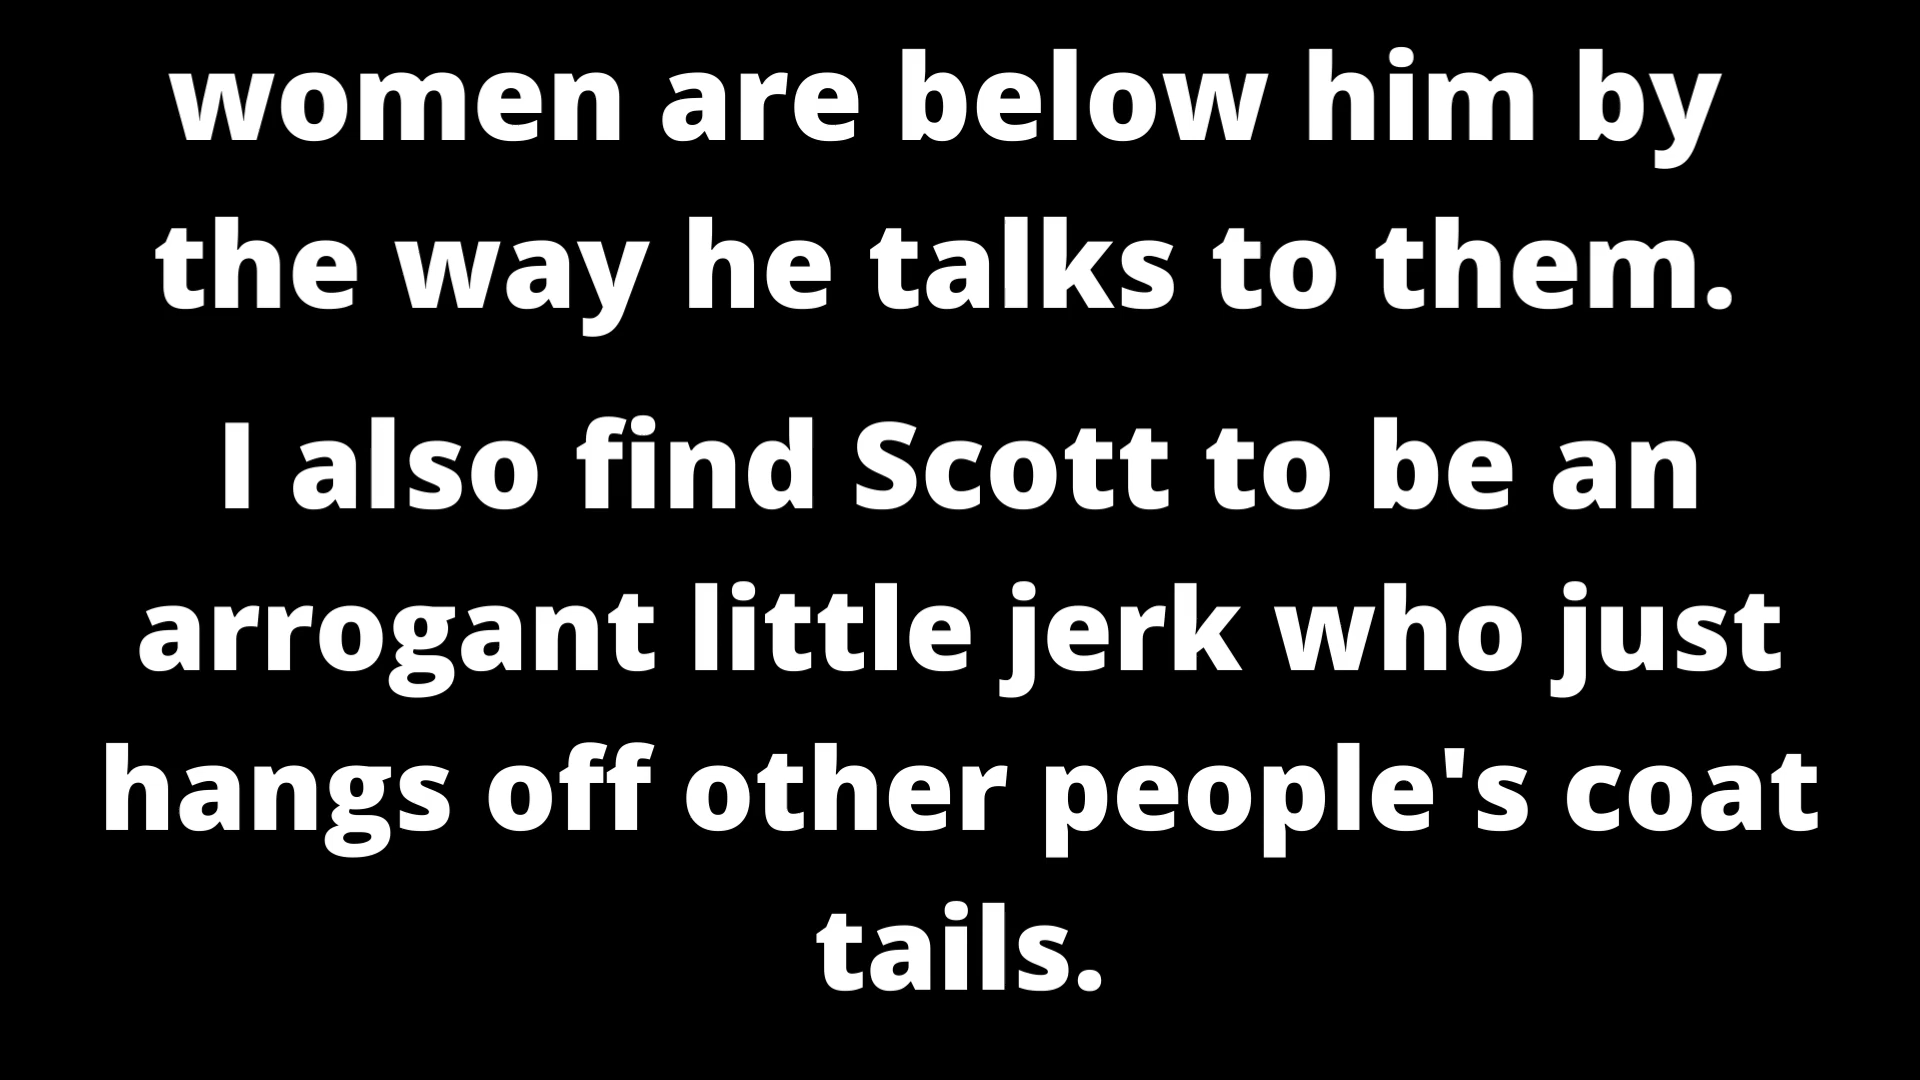 women are below him by
the way he talks to them.
I also find Scott to be an
arrogant little jerk who just
hangs off other people's coat
tails.